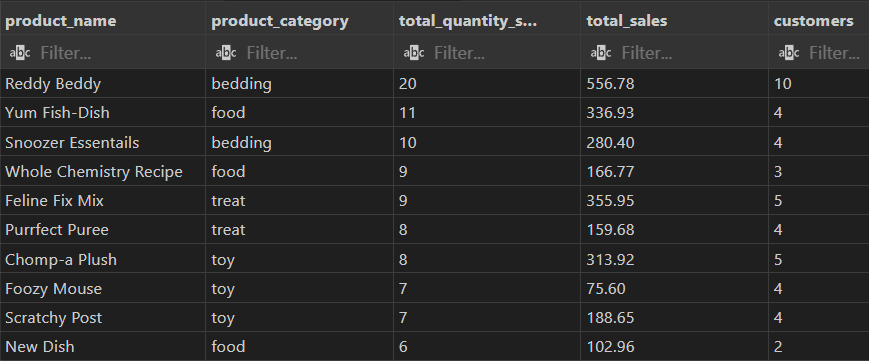 product_name product_category total_quantity_s... total_sales customers
abc Filter... abc Filter... abc Filter... abc Filter... abc Filter...
Reddy Beddy bedding 20 556.78 10
Yum Fish-Dish food 11 336.93 4
Snoozer Essentails bedding 10 280.40 4
Whole Chemistry Recipe food 9 166.77 3
Feline Fix Mix treat 9 355.95 5
Purrfect Puree treat 8 159.68 4
Chomp-a Plush toy 8 313.92 5
Foozy Mouse toy 7 75.60 4
Scratchy Post toy 7 188.65 4
New Dish food 6 102.96 2